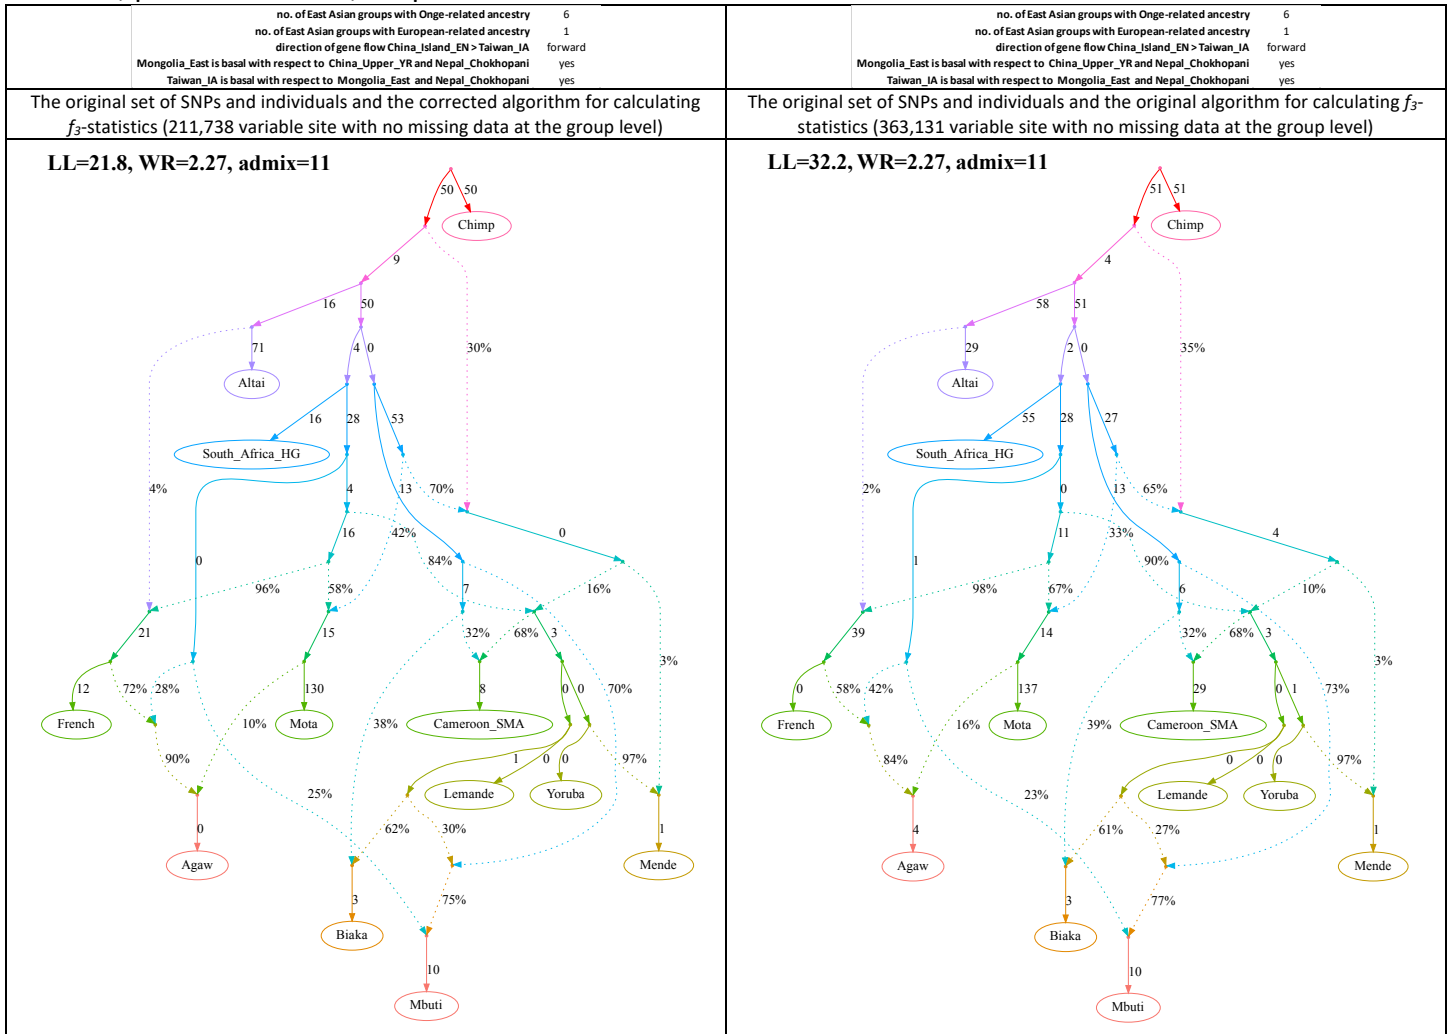 no. of East Asian groups with Onge-related ancestry 6
no. of East Asian groups with European-related ancestry 1
direction of gene flow China_Island_EN > Taiwan_IA forward
Mongolia_East is basal with respect to China_Upper_YR and Nepal_Chokhopani yes
Taiwan_IA is basal with respect to Mongolia_East and Nepal_Chokhopani yes
The original set of SNPs and individuals and the corrected algorithm for calculating
f3-statistics (211,738 variable site with no missing data at the group level)
LL=21.8, WR=2.27, admix=11
50 50
Chimp
9
16 50
71 4 0 30%
Altai
16 28 53
South_Africa_HG
4% 4 13 70%
16 42% 0
0 84%
96% 58% 7 16%
21 15 32% 68% 3
3%
12 72% 28% 130 8 0 0 70%
French 10% Mota 38% Cameroon_SMA
90% 1 0 0 97%
25% Lemande Yoruba
0 62% 30% 1
Agaw Mende
3 75%
Biaka
10
Mbuti
no. of East Asian groups with Onge-related ancestry 6
no. of East Asian groups with European-related ancestry 1
direction of gene flow China_Island_EN > Taiwan_IA forward
Mongolia_East is basal with respect to China_Upper_YR and Nepal_Chokhopani yes
Taiwan_IA is basal with respect to Mongolia_East and Nepal_Chokhopani yes
The original set of SNPs and individuals and the original algorithm for calculating f3-
statistics (363,131 variable site with no missing data at the group level)
LL=32.2, WR=2.27, admix=11
51 51
Chimp
4
58 51
29 2 0 35%
Altai
55 28 27
South_Africa_HG
2% 0 13 65%
11 33% 4
1 90%
98% 67% 6 10%
39 14 32% 68% 3
3%
0 58% 42% 137 29 0 1 73%
French 16% Mota 39% Cameroon_SMA
84% 0 0 0 97%
23% Lemande Yoruba
4 61% 27% 1
Agaw Mende
3 77%
Biaka
10
Mbuti